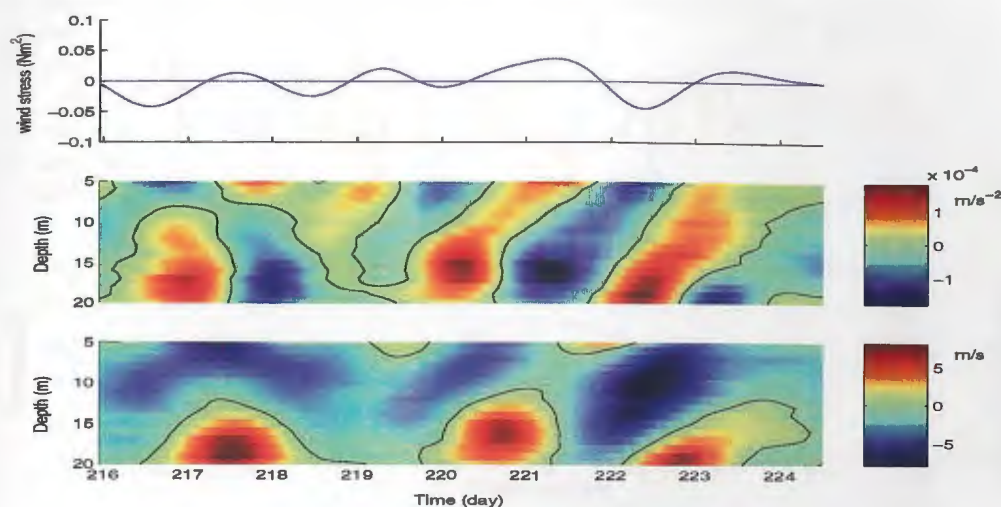 wind stress (Nm²)
0.1
0.05
0
−0.05
−0.1
Depth (m)
5
10
15
20
× 10⁻⁴
m/s⁻²
1
0
−1
Depth (m)
5
10
15
20
m/s
5
0
−5
216 217 218 219 220 221 222 223 224
Time (day)